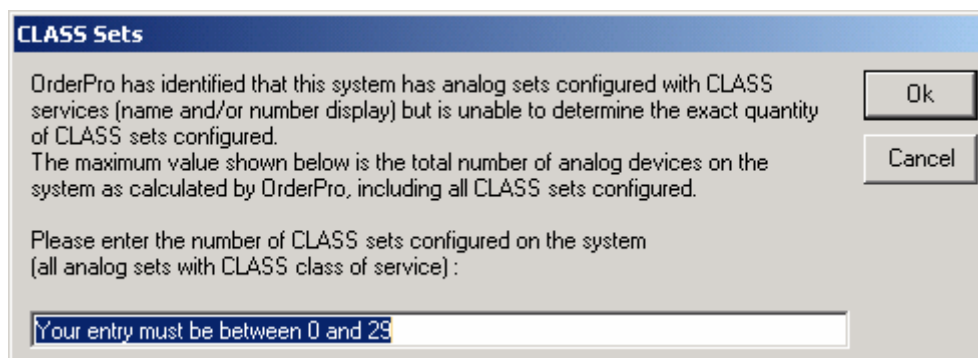 CLASS Sets
OrderPro has identified that this system has analog sets configured with CLASS
services (name and/or number display) but is unable to determine the exact quantity
of CLASS sets configured.
The maximum value shown below is the total number of analog devices on the
system as calculated by OrderPro, including all CLASS sets configured.
Ok
Cancel
Please enter the number of CLASS sets configured on the system
(all analog sets with CLASS class of service) :
Your entry must be between 0 and 29